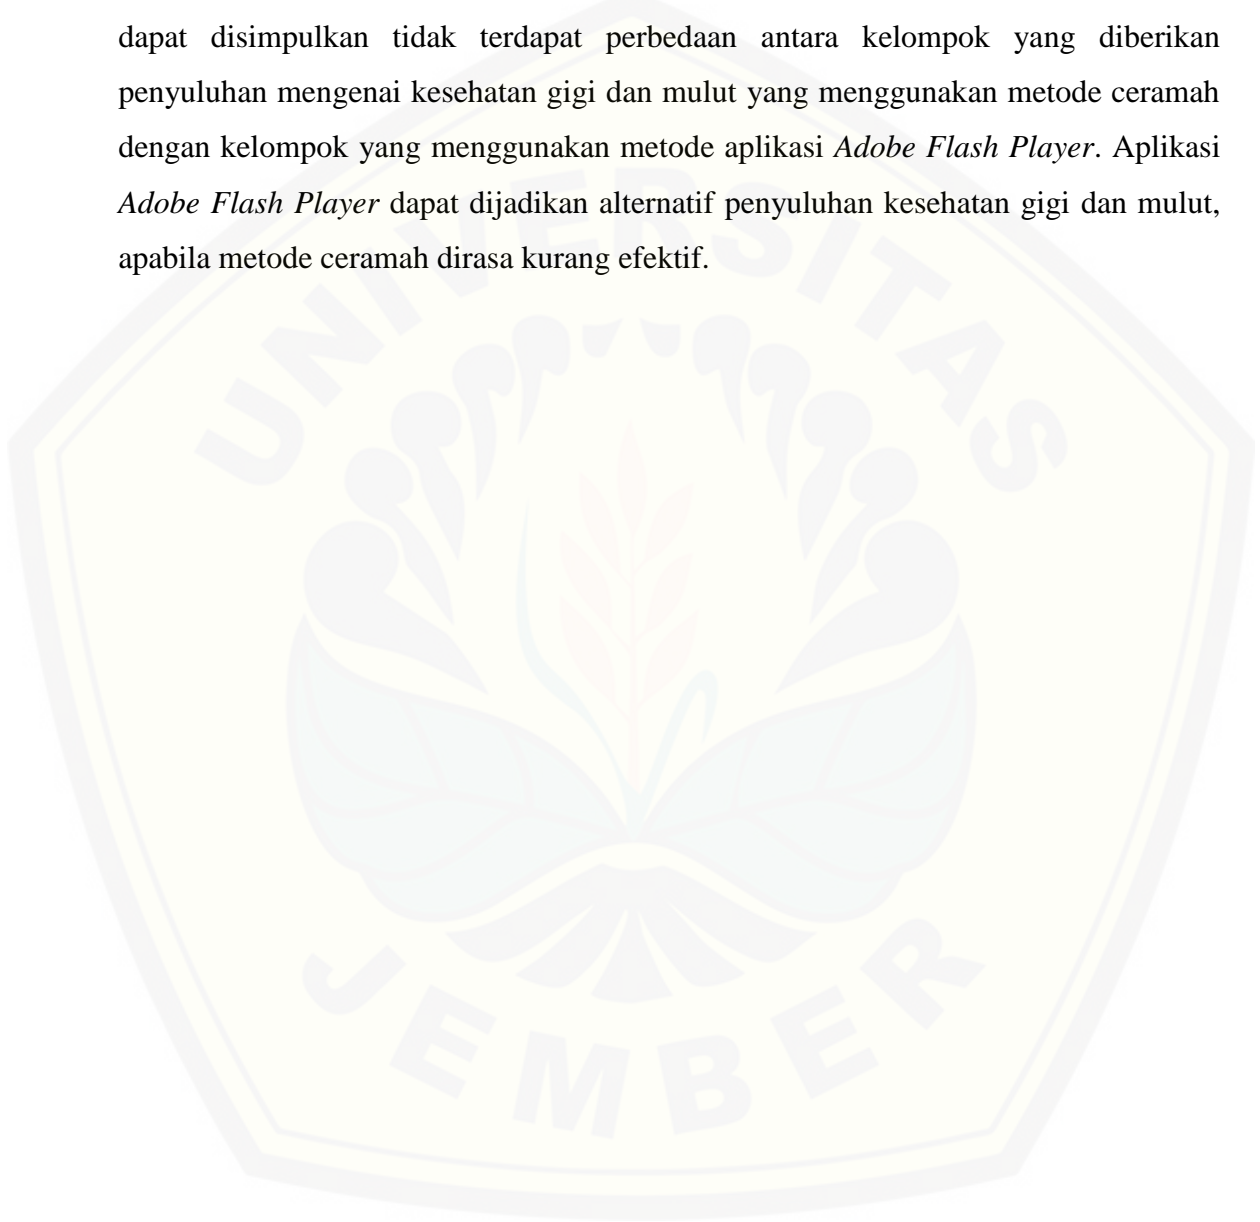 dapat disimpulkan tidak terdapat perbedaan antara kelompok yang diberikan
penyuluhan mengenai kesehatan gigi dan mulut yang menggunakan metode ceramah
dengan kelompok yang menggunakan metode aplikasi Adobe Flash Player. Aplikasi
Adobe Flash Player dapat dijadikan alternatif penyuluhan kesehatan gigi dan mulut,
apabila metode ceramah dirasa kurang efektif.
UNIVERSITAS
JEMBER